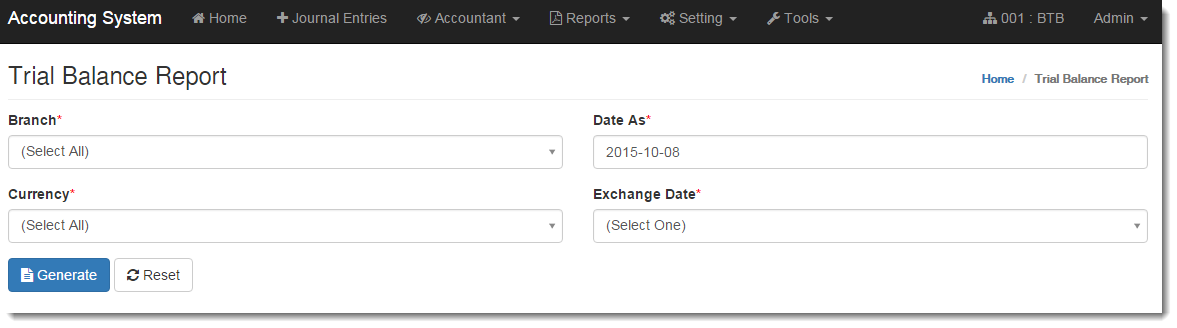 Accounting System Home Journal Entries Accountant Reports Setting Tools 001 : BTB Admin
Trial Balance Report
Home / Trial Balance Report
Branch* Date As*
(Select All) 2015-10-08
Currency* Exchange Date*
(Select All) (Select One)
Generate Reset